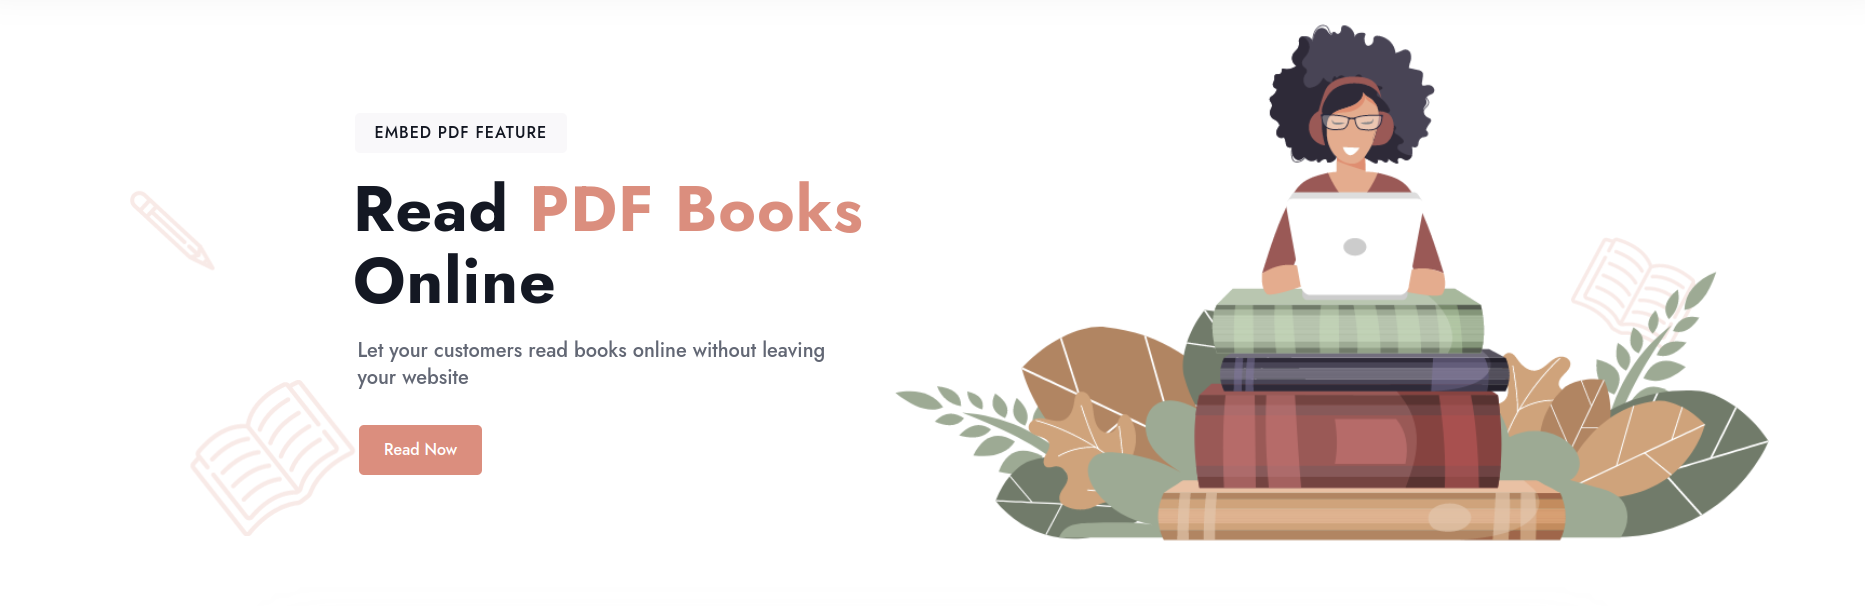 EMBED PDF FEATURE
Read PDF Books
Online
Let your customers read books online without leaving
your website
Read Now